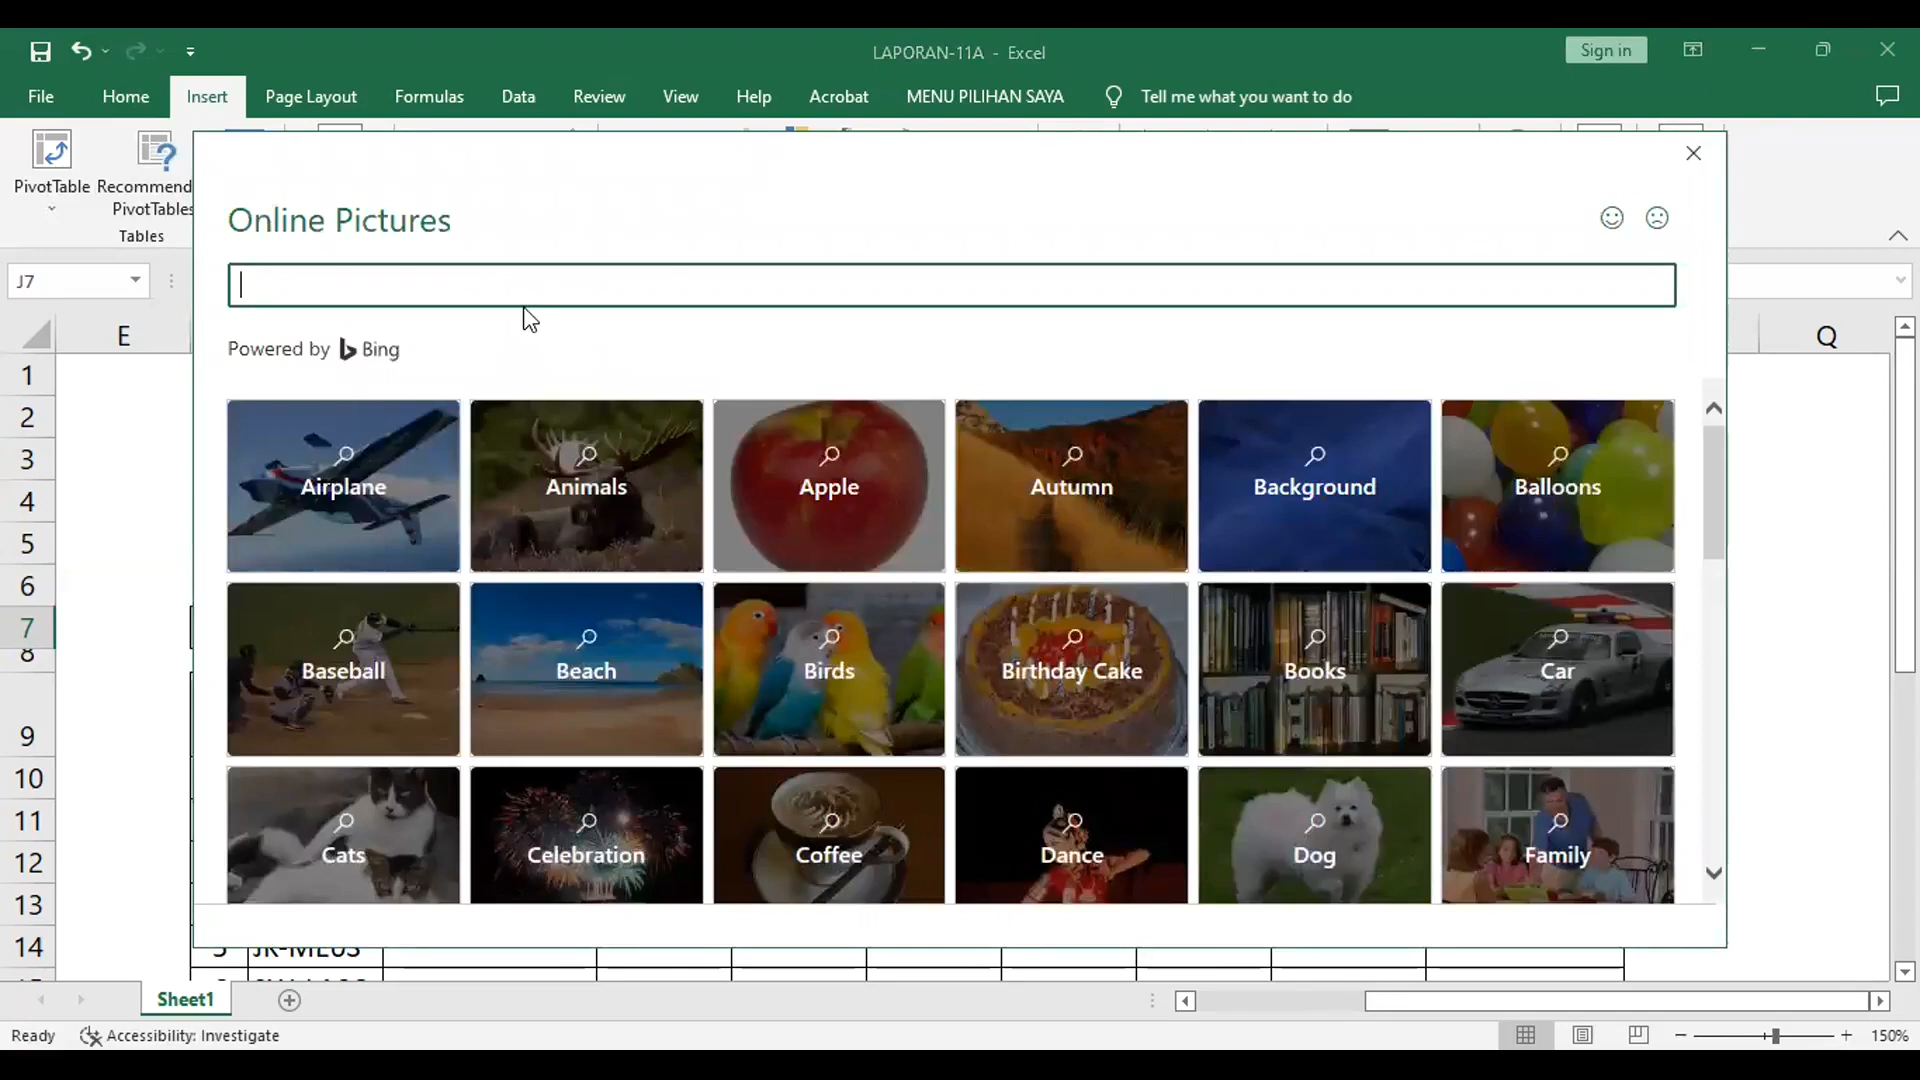 LAPORAN-11A - Excel
Sign in
File Home Insert Page Layout Formulas Data Review View Help Acrobat MENU PILIHAN SAYA Tell me what you want to do
PivotTable
Recommend
PivotTables
Tables
J7
Online Pictures
Powered by Bing
E
Q
1
2
3
4
5
6
7
8
9
10
11
12
13
14
Airplane
Animals
Apple
Autumn
Background
Balloons
Baseball
Beach
Birds
Birthday Cake
Books
Car
Cats
Celebration
Coffee
Dance
Dog
Family
Sheet1
Ready
Accessibility: Investigate
150%